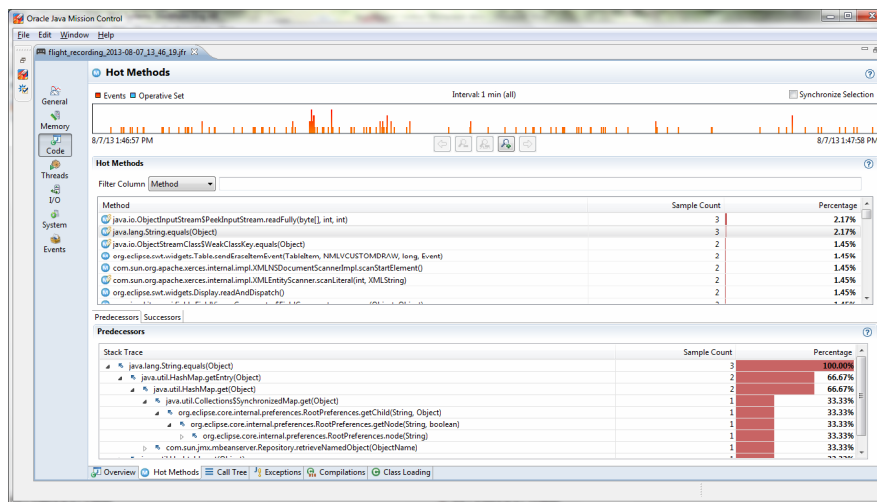 Oracle Java Mission Control
File Edit Window Help
flight_recording_2013-08-07_13_46_19.jfr
Hot Methods
General
Memory
Code
Threads
I/O
System
Events
Events Operative Set Interval: 1 min (all) Synchronize Selection
8/7/13 1:46:57 PM 8/7/13 1:47:58 PM
Hot Methods
Filter Column Method
Method Sample Count Percentage
java.io.ObjectInputStream$PeekInputStream.readFully(byte[], int, int) 3 2.17%
java.lang.String.equals(Object) 3 2.17%
java.io.ObjectStreamClass$WeakClassKey.equals(Object) 2 1.45%
org.eclipse.swt.widgets.Table.sendEraseItemEvent(TableItem, NMLVCUSTOMDRAW, long, Event) 2 1.45%
com.sun.org.apache.xerces.internal.impl.XMLNSDocumentScannerImpl.scanStartElement() 2 1.45%
com.sun.org.apache.xerces.internal.impl.XMLEntityScanner.scanLiteral(int, XMLString) 2 1.45%
org.eclipse.swt.widgets.Display.readAndDispatch() 2 1.45%
Predecessors Successors
Predecessors
Stack Trace Sample Count Percentage
java.lang.String.equals(Object) 3 100.00%
java.util.HashMap.getEntry(Object) 2 66.67%
java.util.HashMap.get(Object) 2 66.67%
java.util.Collections$SynchronizedMap.get(Object) 1 33.33%
org.eclipse.core.internal.preferences.RootPreferences.getChild(String, Object) 1 33.33%
org.eclipse.core.internal.preferences.RootPreferences.getNode(String, boolean) 1 33.33%
org.eclipse.core.internal.preferences.RootPreferences.node(String) 1 33.33%
com.sun.jmx.mbeanserver.Repository.retrieveNamedObject(ObjectName) 1 33.33%
Overview Hot Methods Call Tree Exceptions Compilations Class Loading